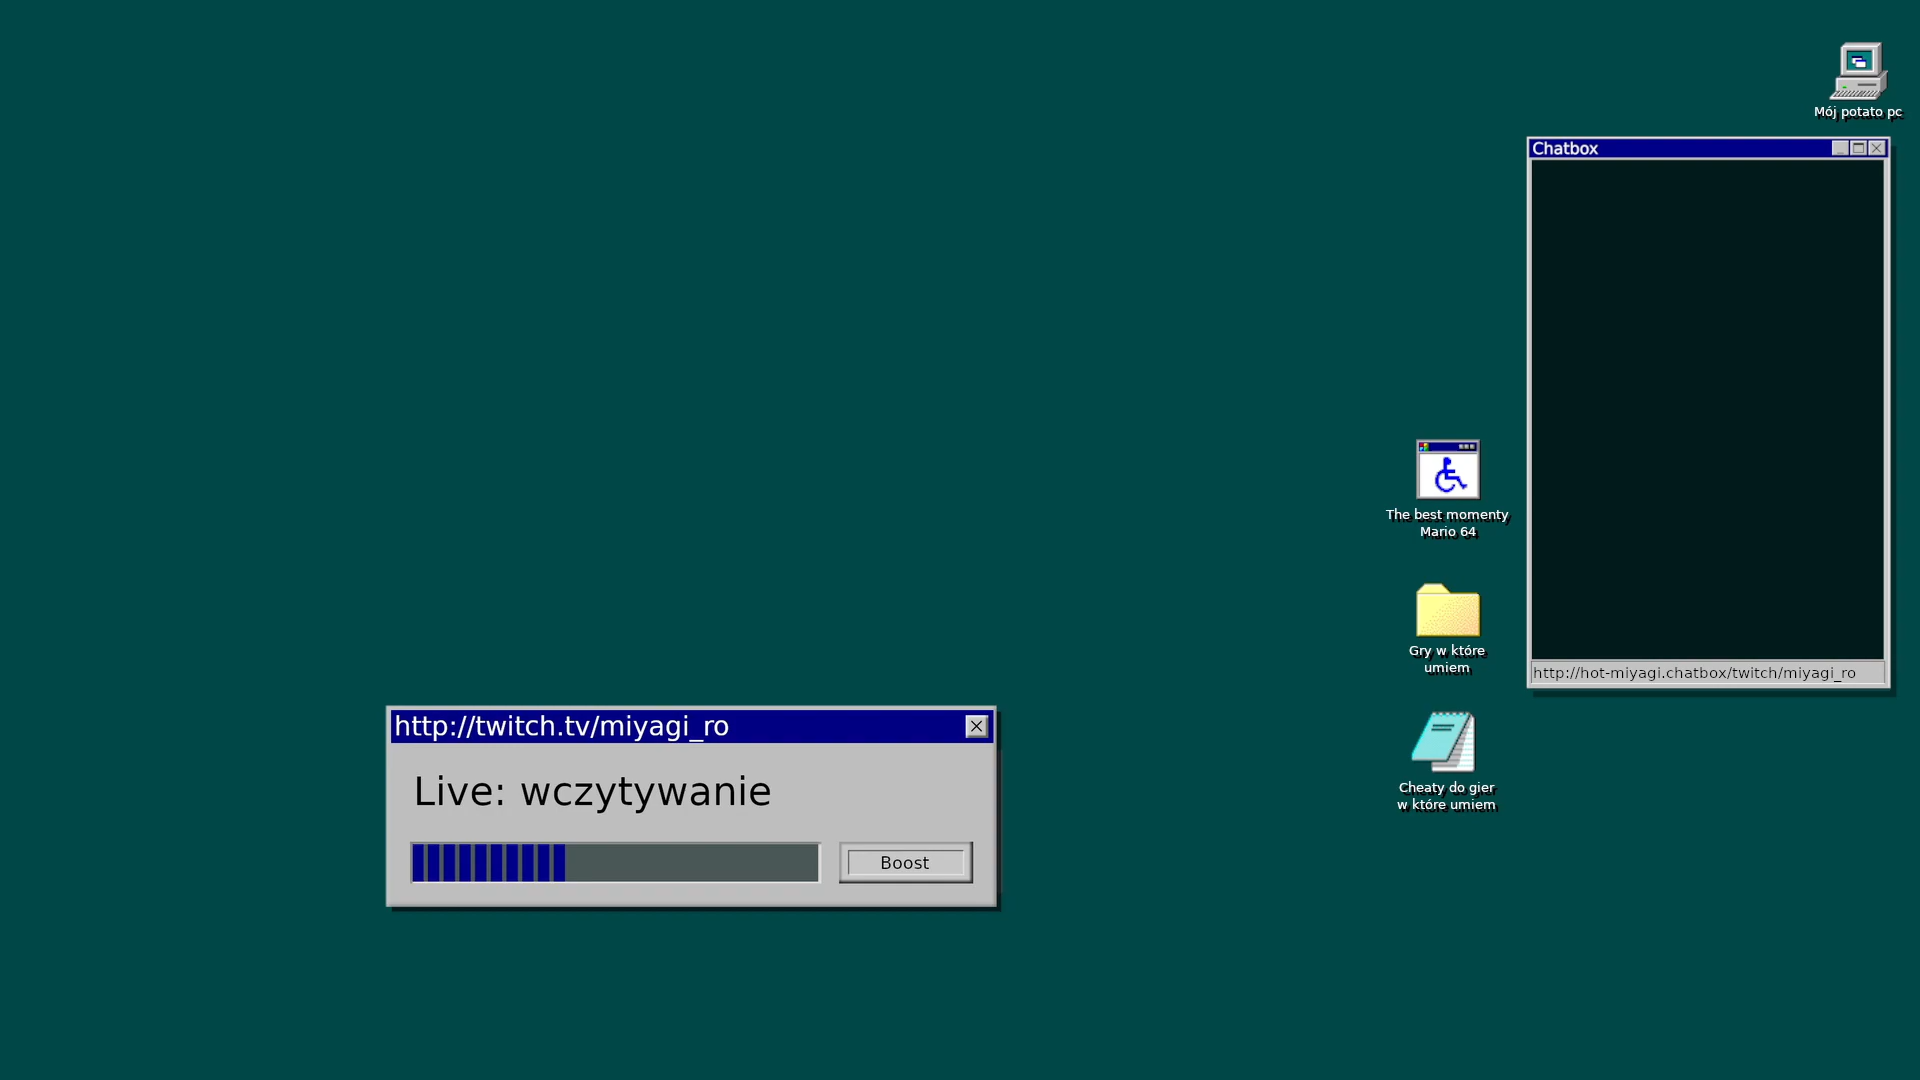 Mój potato pc
Chatbox
The best momenty
Mario 64
Gry w które
umiem
http://hot-miyagi.chatbox/twitch/miyagi_ro
http://twitch.tv/miyagi_ro
Live: wczytywanie
Boost
Cheaty do gier
w które umiem